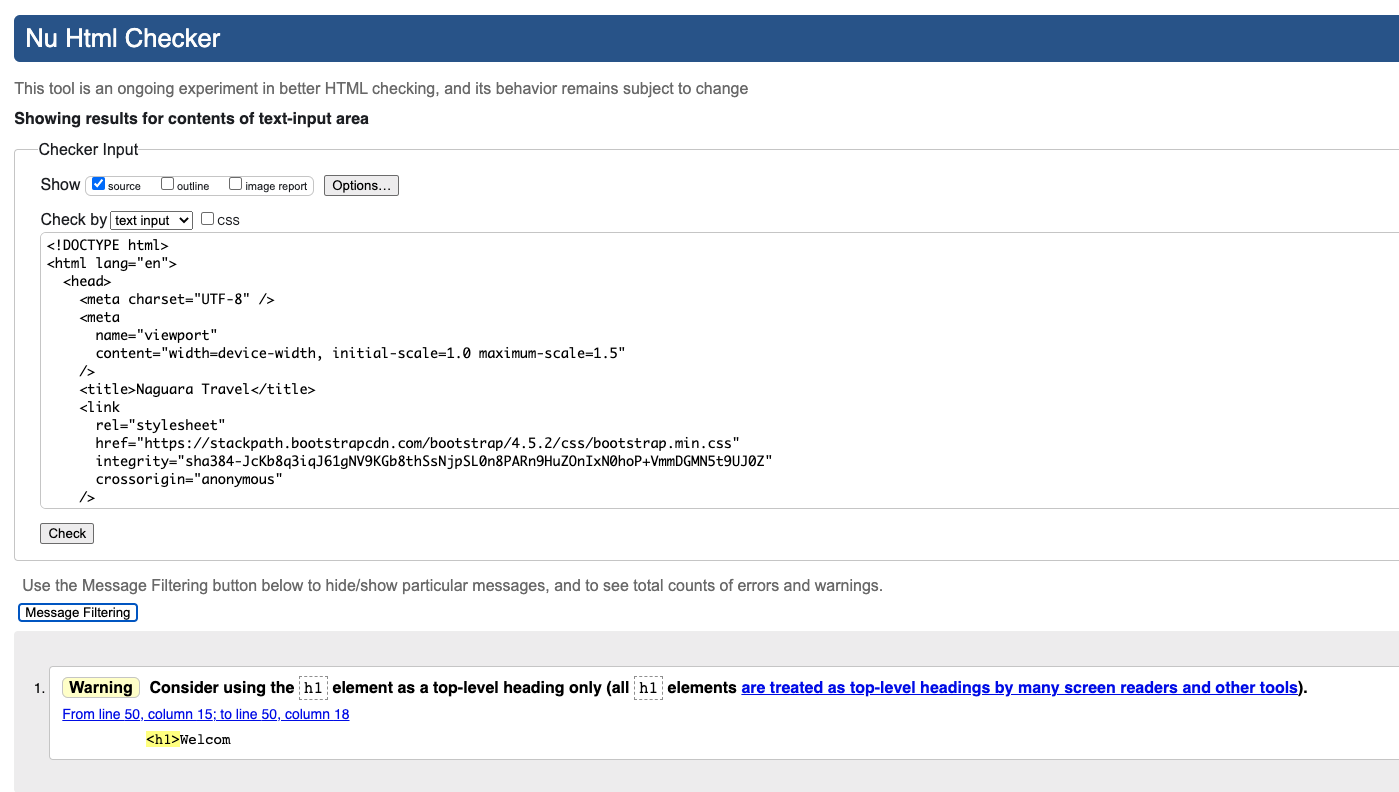 Nu Html Checker
This tool is an ongoing experiment in better HTML checking, and its behavior remains subject to change
Showing results for contents of text-input area
Checker Input
Show source outline image report Options...
Check by text input CSS
<!DOCTYPE html>
<html lang="en">
  <head>
    <meta charset="UTF-8" />
    <meta
      name="viewport"
      content="width=device-width, initial-scale=1.0 maximum-scale=1.5"
    />
    <title>Naguara Travel</title>
    <link
      rel="stylesheet"
      href="https://stackpath.bootstrapcdn.com/bootstrap/4.5.2/css/bootstrap.min.css"
      integrity="sha384-JcKb8q3iqJ61gNV9KGb8thSsNjpSL0n8PARn9HuZOnIxN0hoP+VmmDGMN5t9UJ0Z"
      crossorigin="anonymous"
    />
Check
Use the Message Filtering button below to hide/show particular messages, and to see total counts of errors and warnings.
Message Filtering
1. Warning Consider using the h1 element as a top-level heading only (all h1 elements are treated as top-level headings by many screen readers and other tools).
From line 50, column 15; to line 50, column 18
<h1>Welcom